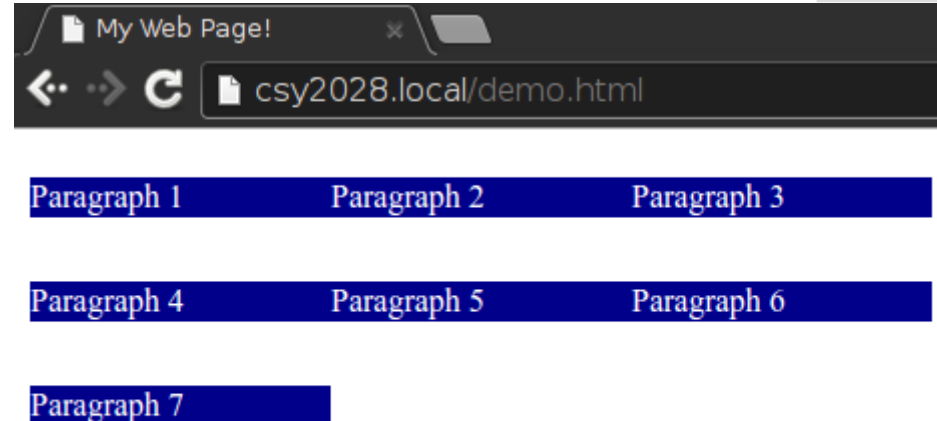 My Web Page!
csy2028.local/demo.html
Paragraph 1 Paragraph 2 Paragraph 3
Paragraph 4 Paragraph 5 Paragraph 6
Paragraph 7